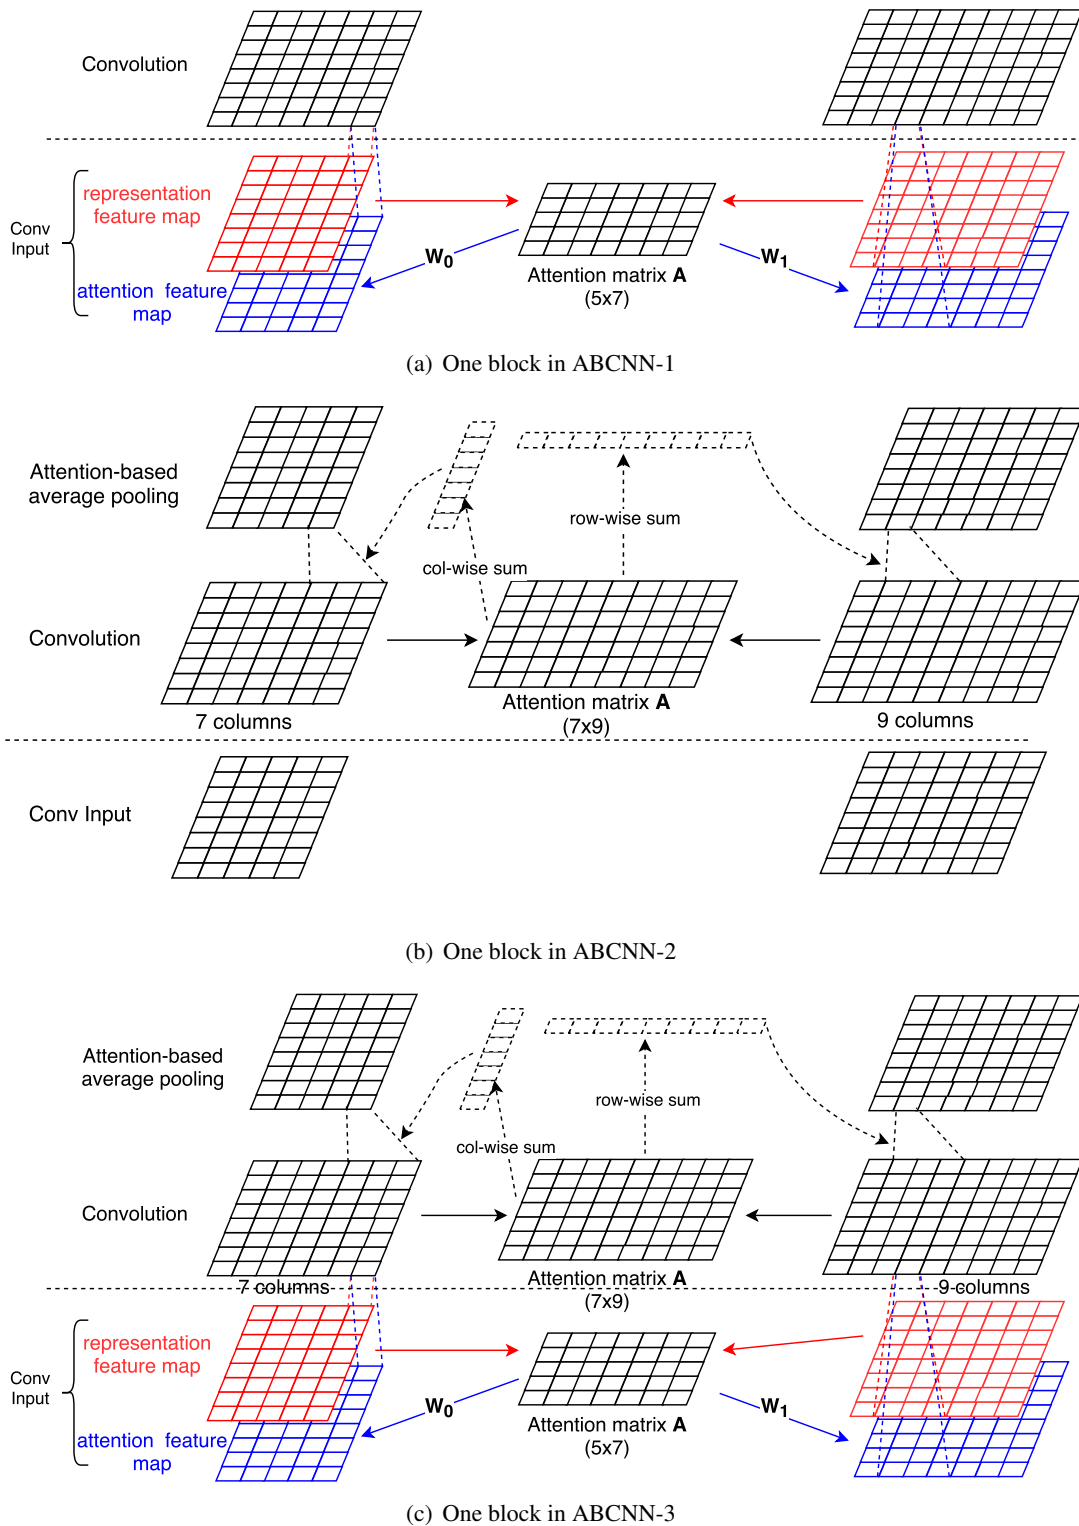 Convolution
representation
feature map
Conv
Input
attention feature
map
W0
W1
Attention matrix A
(5x7)
(a) One block in ABCNN-1
Attention-based
average pooling
row-wise sum
col-wise sum
Convolution
7 columns
Attention matrix A
(7x9)
9 columns
Conv Input
(b) One block in ABCNN-2
Attention-based
average pooling
row-wise sum
col-wise sum
Convolution
7 columns
Attention matrix A
(7x9)
9 columns
representation
feature map
Conv
Input
attention feature
map
W0
W1
Attention matrix A
(5x7)
(c) One block in ABCNN-3